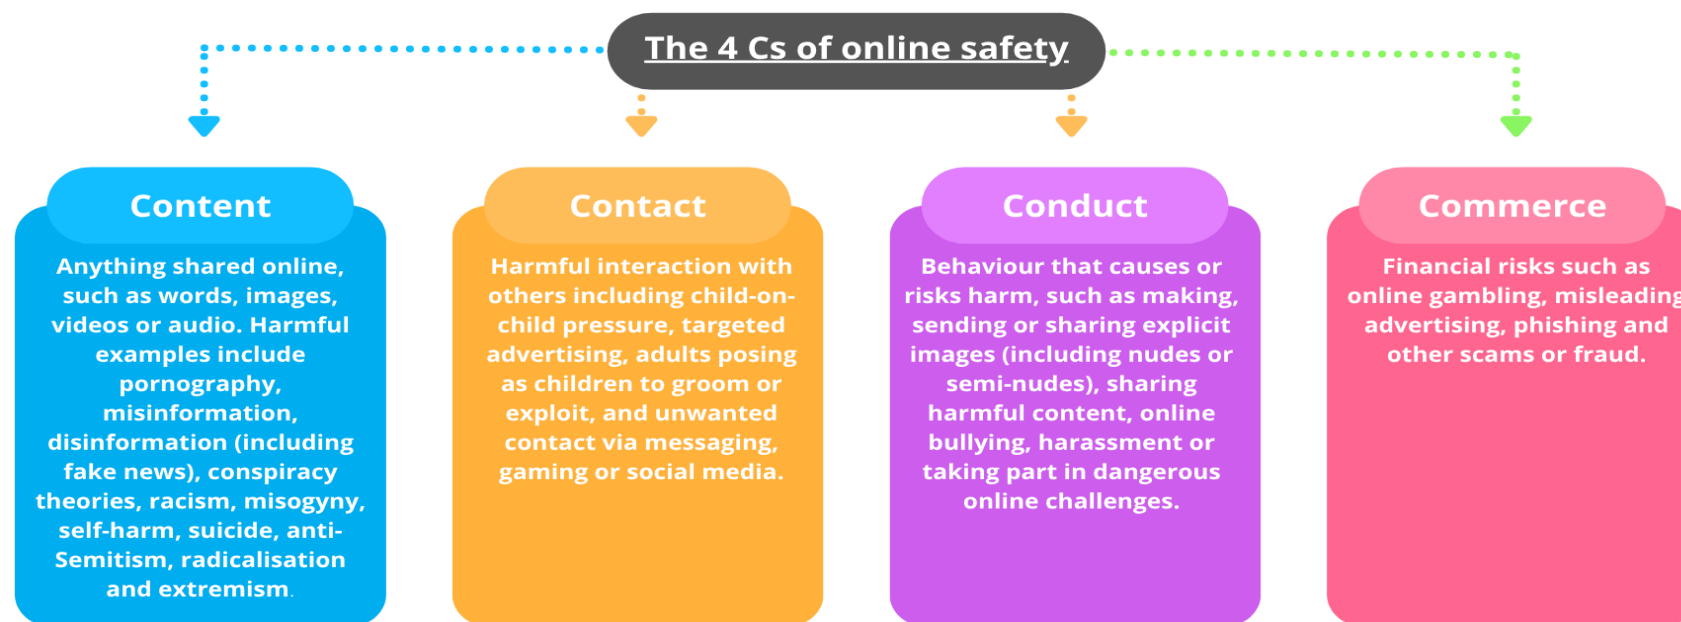 The 4 Cs of online safety
Content
Anything shared online,
such as words, images,
videos or audio. Harmful
examples include
pornography,
misinformation,
disinformation (including
fake news), conspiracy
theories, racism, misogyny,
self-harm, suicide, anti-
Semitism, radicalisation
and extremism.
Contact
Harmful interaction with
others including child-on-
child pressure, targeted
advertising, adults posing
as children to groom or
exploit, and unwanted
contact via messaging,
gaming or social media.
Conduct
Behaviour that causes or
risks harm, such as making,
sending or sharing explicit
images (including nudes or
semi-nudes), sharing
harmful content, online
bullying, harassment or
taking part in dangerous
online challenges.
Commerce
Financial risks such as
online gambling, misleading
advertising, phishing and
other scams or fraud.